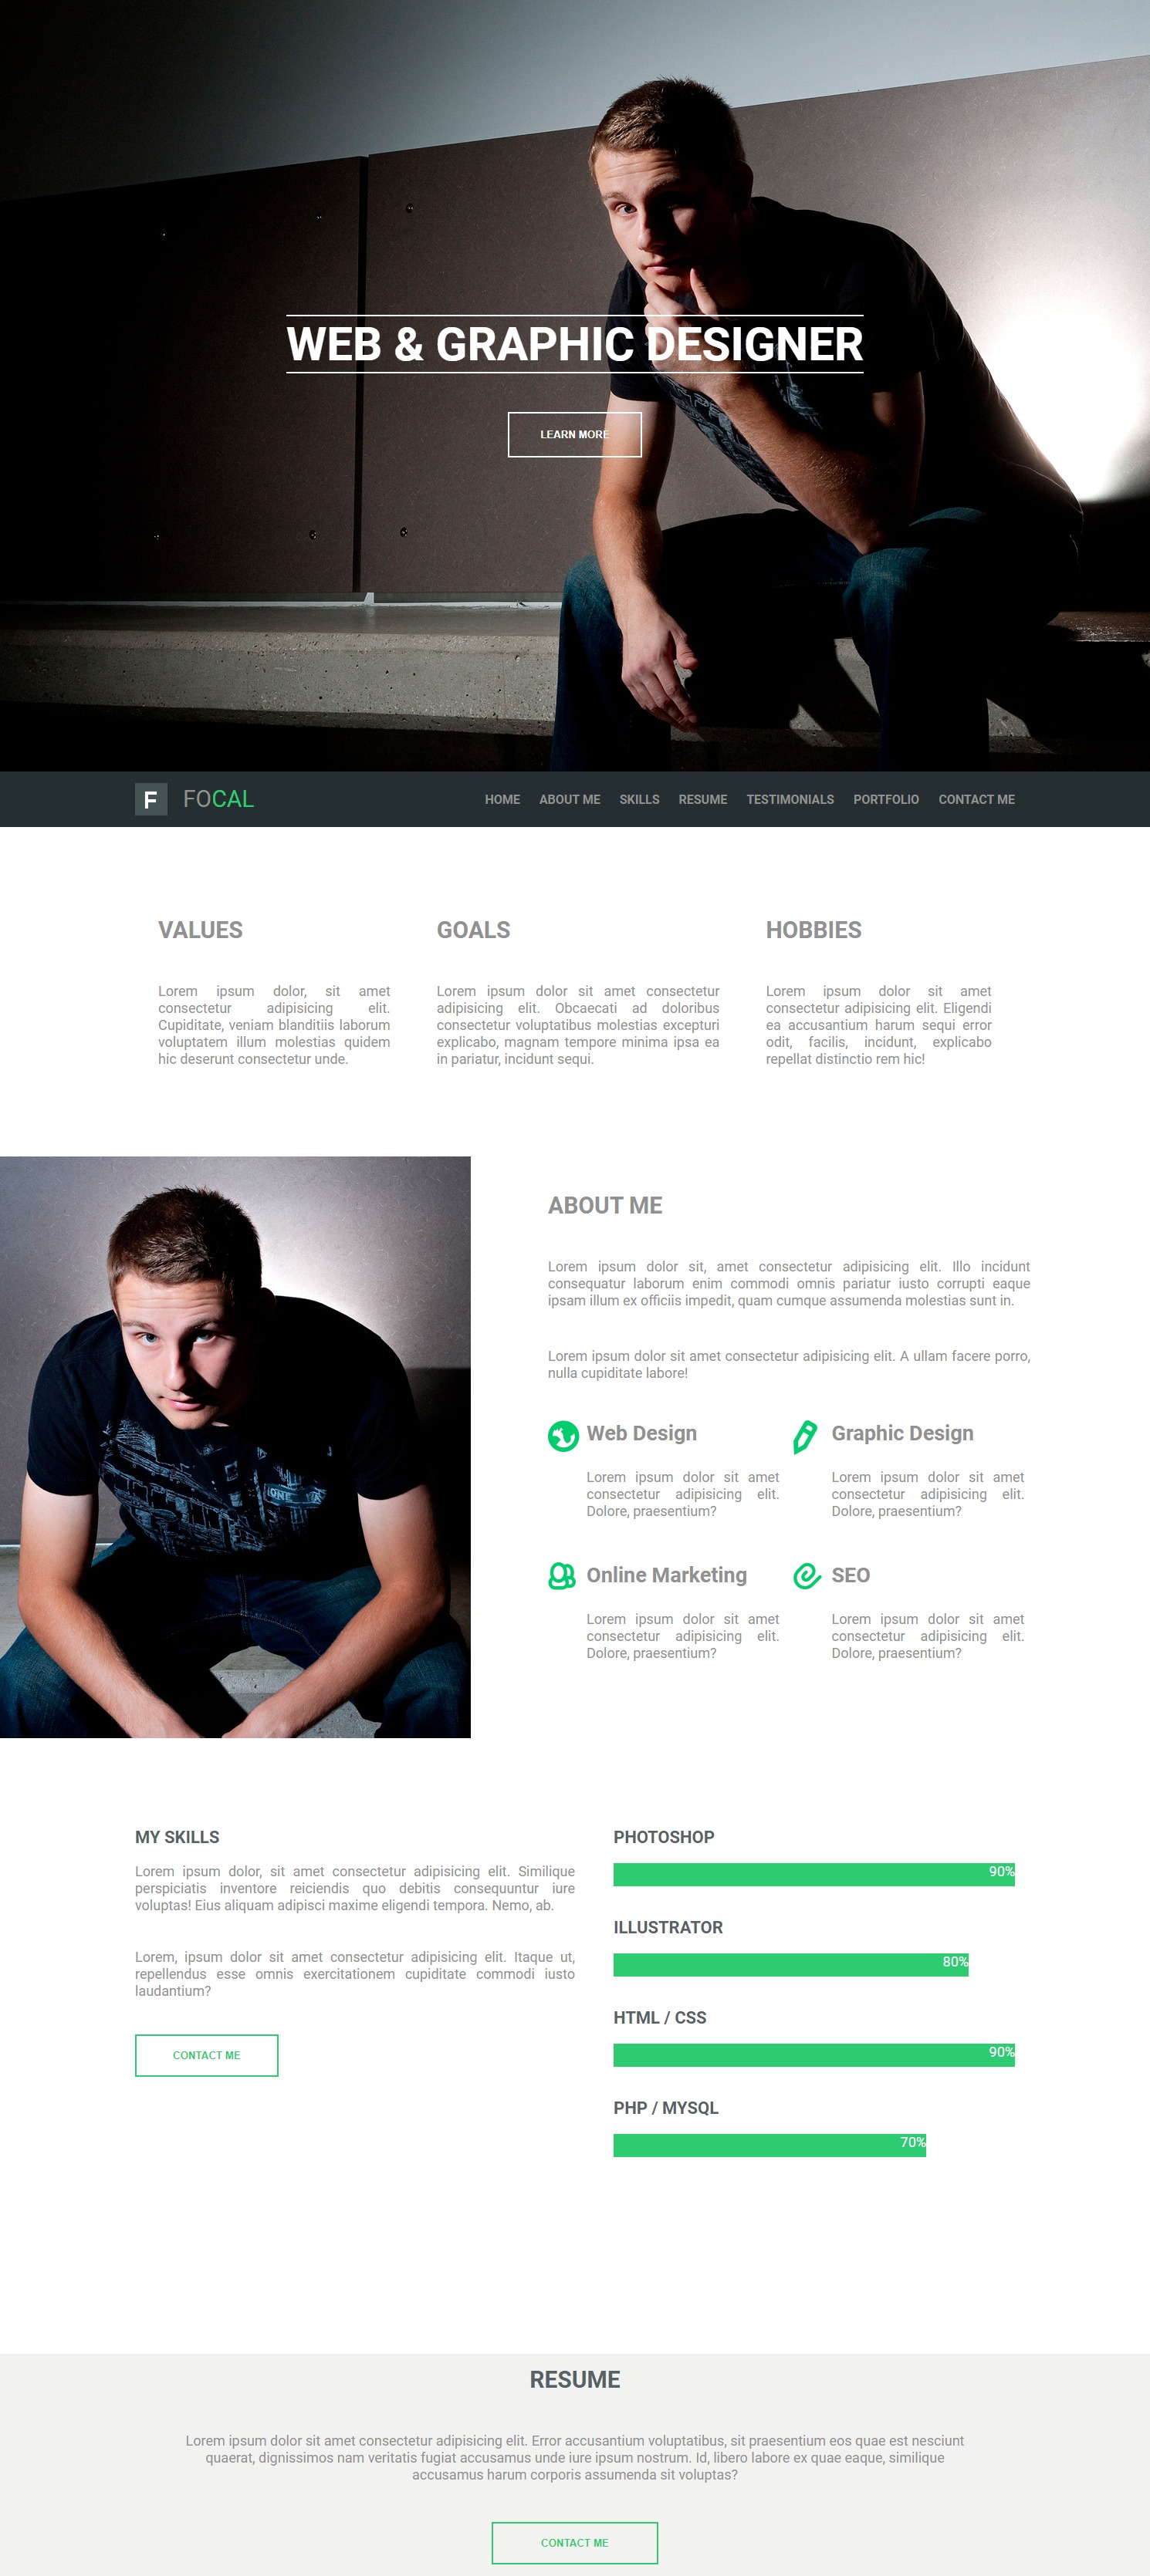 WEB & GRAPHIC DESIGNER
LEARN MORE
F FOCAL
HOME ABOUT ME SKILLS RESUME TESTIMONIALS PORTFOLIO CONTACT ME
VALUES
Lorem ipsum dolor, sit amet
consectetur adipisicing elit.
Cupiditate, veniam blanditiis laborum
voluptatem illum molestias quidem
hic deserunt consectetur unde.
GOALS
Lorem ipsum dolor sit amet consectetur
adipisicing elit. Obcaecati ad doloribus
consectetur voluptatibus molestias excepturi
explicabo, magnam tempore minima ipsa ea
in pariatur, incidunt sequi.
HOBBIES
Lorem ipsum dolor sit amet
consectetur adipisicing elit. Eligendi
ea accusantium harum sequi error
odit, facilis, incidunt, explicabo
repellat distinctio rem hic!
ABOUT ME
Lorem ipsum dolor sit, amet consectetur adipisicing elit. Illo incidunt
consequatur laborum enim commodi omnis pariatur iusto corrupti eaque
ipsam illum ex officiis impedit, quam cumque assumenda molestias sunt in.
Lorem ipsum dolor sit amet consectetur adipisicing elit. A ullam facere porro,
nulla cupiditate labore!
Web Design
Lorem ipsum dolor sit amet
consectetur adipisicing elit.
Dolore, praesentium?
Graphic Design
Lorem ipsum dolor sit amet
consectetur adipisicing elit.
Dolore, praesentium?
Online Marketing
Lorem ipsum dolor sit amet
consectetur adipisicing elit.
Dolore, praesentium?
SEO
Lorem ipsum dolor sit amet
consectetur adipisicing elit.
Dolore, praesentium?
MY SKILLS
Lorem ipsum dolor, sit amet consectetur adipisicing elit. Similique
perspiciatis inventore reiciendis quo debitis consequuntur iure
voluptas! Eius aliquam adipisci maxime eligendi tempora. Nemo, ab.
Lorem, ipsum dolor sit amet consectetur adipisicing elit. Itaque ut,
repellendus esse omnis exercitationem cupiditate commodi iusto
laudantium?
CONTACT ME
PHOTOSHOP
90%
ILLUSTRATOR
80%
HTML / CSS
90%
PHP / MYSQL
70%
RESUME
Lorem ipsum dolor sit amet consectetur adipisicing elit. Error accusantium voluptatibus, sit praesentium eos quae est nesciunt
quaerat, dignissimos nam veritatis fugiat accusamus unde iure ipsum nostrum. Id, libero labore ex quae eaque, similique
accusamus harum corporis assumenda sit voluptas?
CONTACT ME